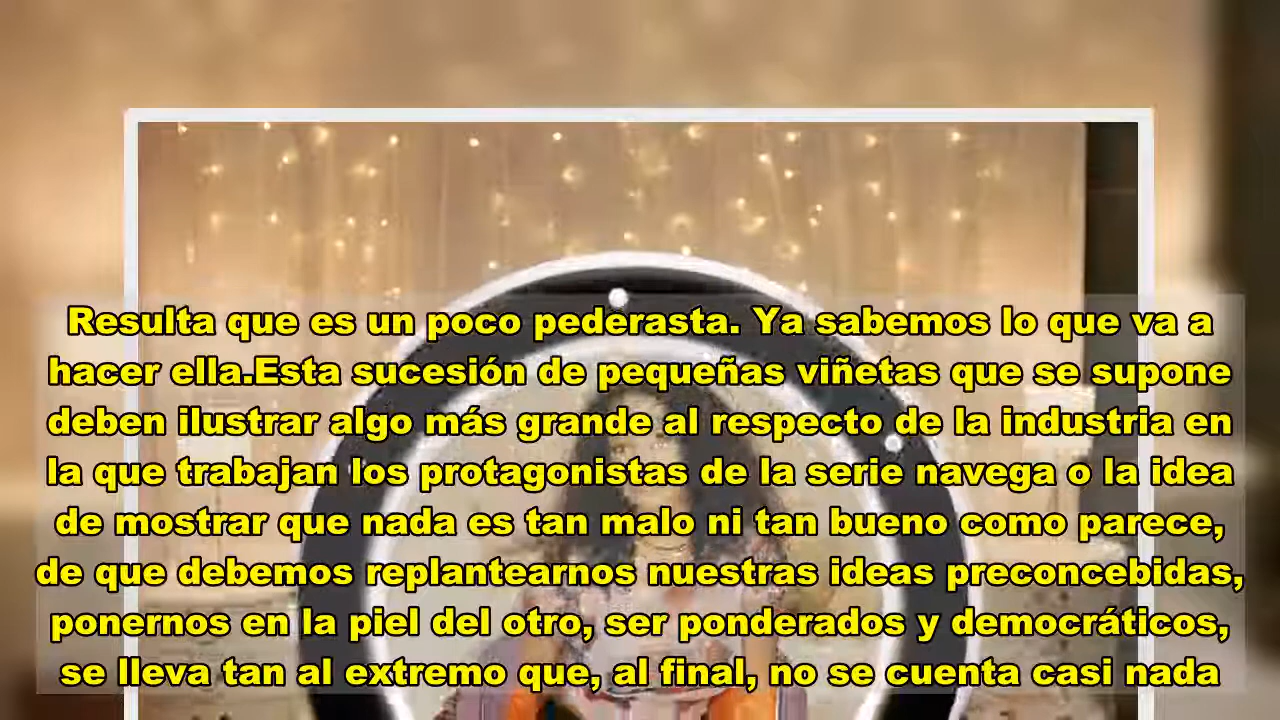 Resulta que es un poco pederasta. Ya sabemos lo que va a
hacer ella.Esta sucesión de pequeñas viñetas que se supone
deben ilustrar algo más grande al respecto de la industria en
la que trabajan los protagonistas de la serie navega o la idea
de mostrar que nada es tan malo ni tan bueno como parece,
de que debemos replantearnos nuestras ideas preconcebidas,
ponernos en la piel del otro, ser ponderados y democráticos,
se lleva tan al extremo que, al final, no se cuenta casi nada